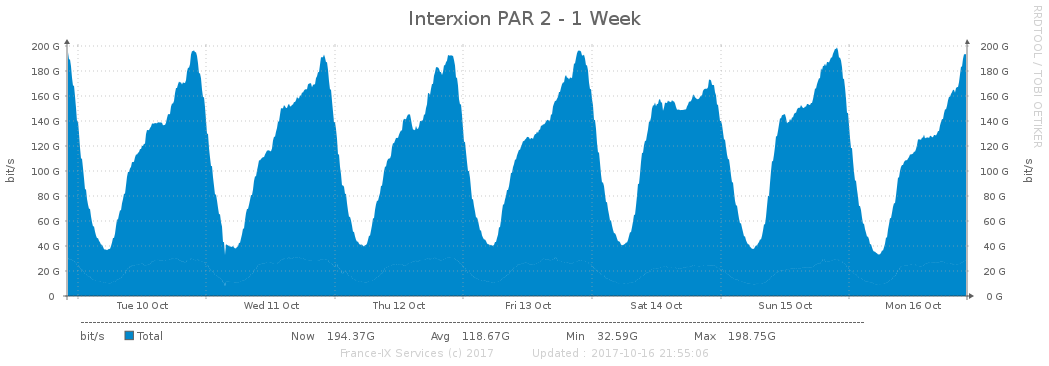 Interxion PAR 2 - 1 Week
RRDTOOL / TOBI OETIKER
bit/s
200 G
180 G
160 G
140 G
120 G
100 G
80 G
60 G
40 G
20 G
0
200 G
180 G
160 G
140 G
120 G
100 G
80 G
60 G
40 G
20 G
0 G
bit/s
Tue 10 Oct Wed 11 Oct Thu 12 Oct Fri 13 Oct Sat 14 Oct Sun 15 Oct Mon 16 Oct
bit/s Total Now 194.37G Avg 118.67G Min 32.59G Max 198.75G
France-IX Services (c) 2017 Updated : 2017-10-16 21:55:06